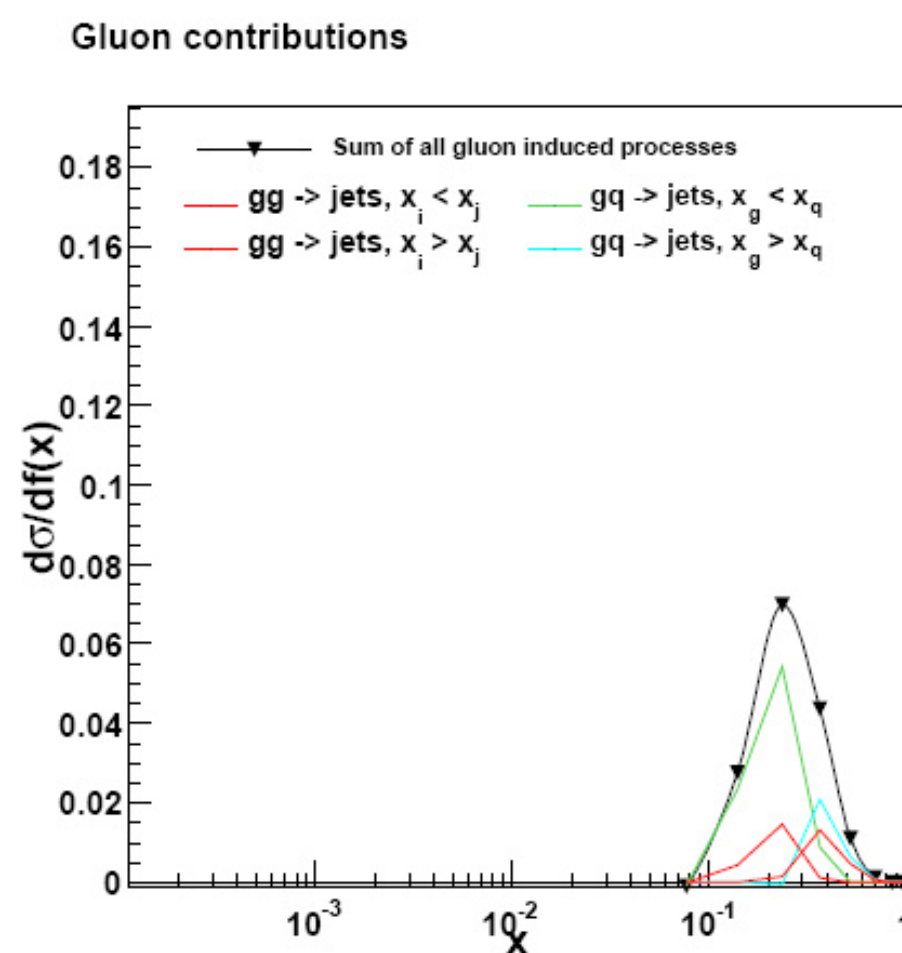 Gluon contributions
Sum of all gluon induced processes
gg -> jets, x_i < x_j
gq -> jets, x_g < x_q
gg -> jets, x_i > x_j
gq -> jets, x_g > x_q
dσ/df(x)
0.18
0.16
0.14
0.12
0.1
0.08
0.06
0.04
0.02
0
10^-3
10^-2
10^-1
1
x